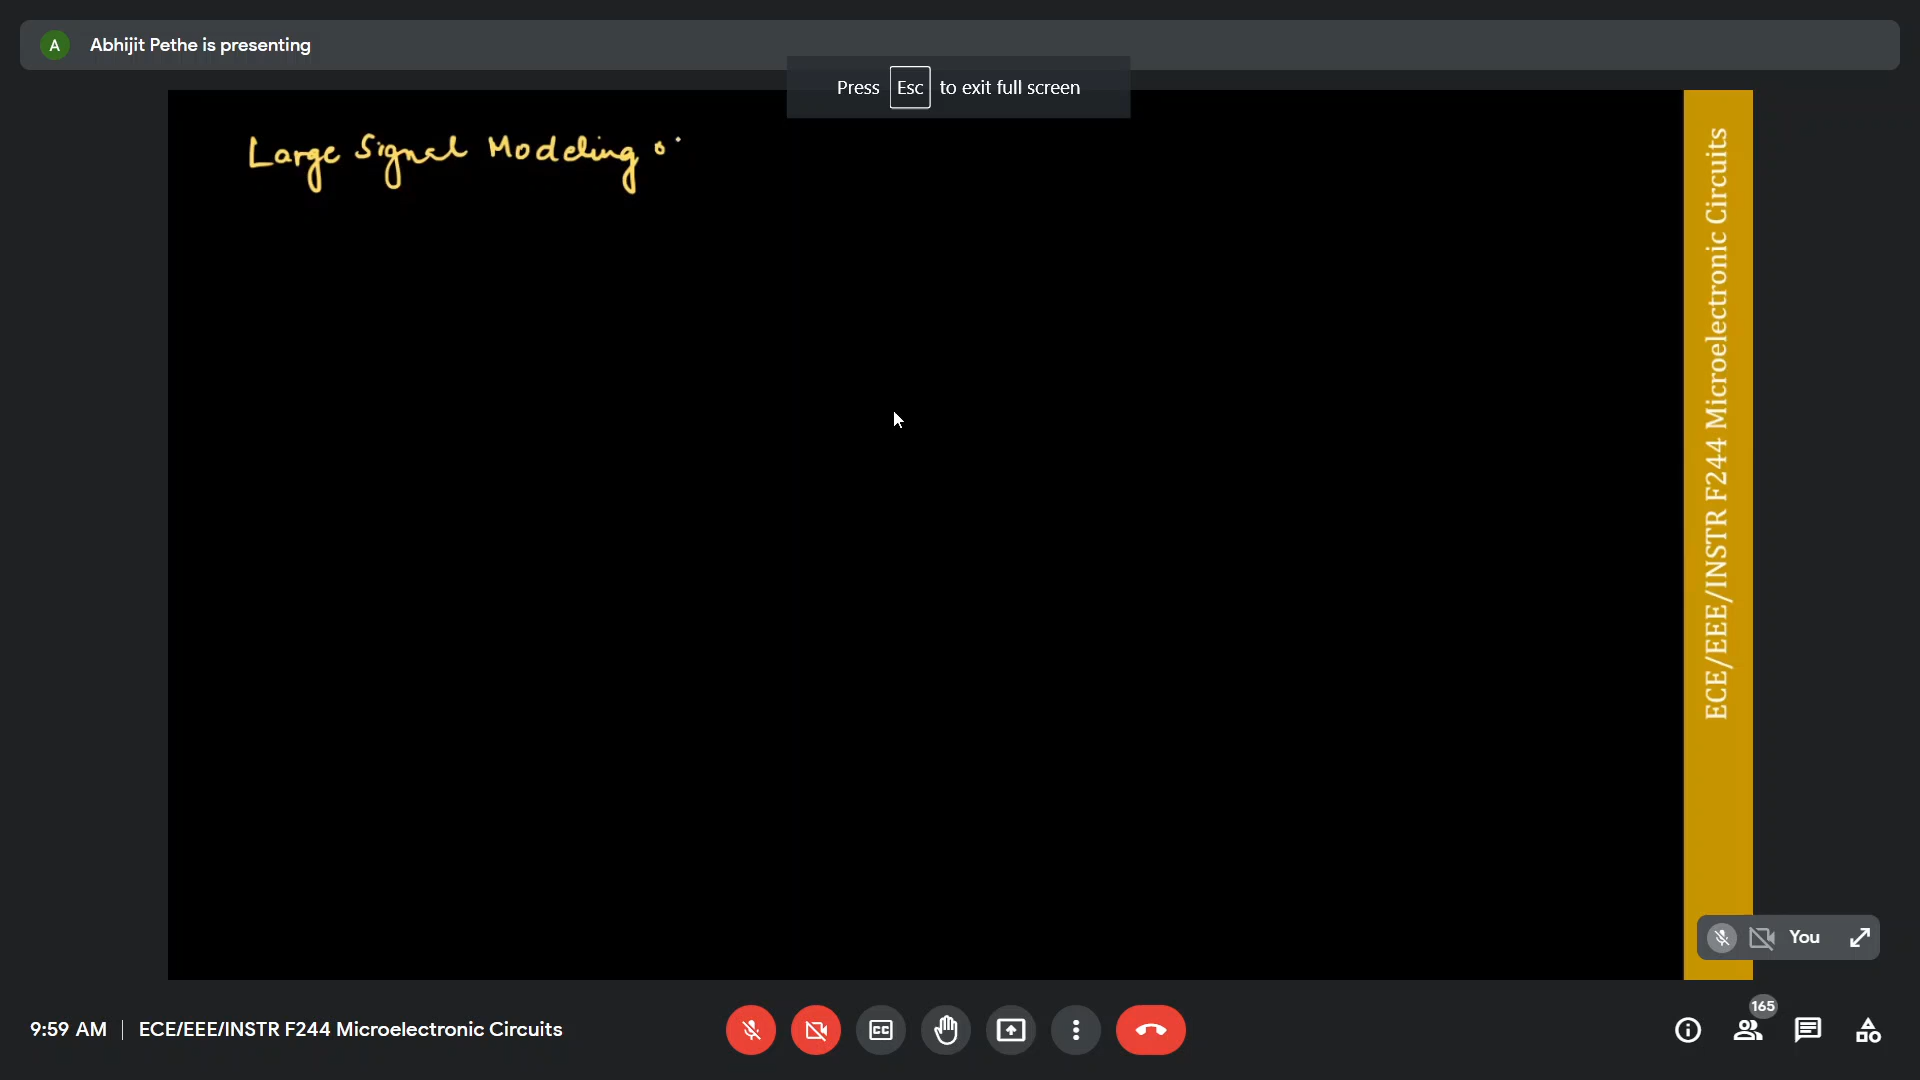 A Abhijit Pethe is presenting
Press Esc to exit full screen
Large Signal Modeling
ECE/EEE/INSTR F244 Microelectronic Circuits
You
165
9:59 AM | ECE/EEE/INSTR F244 Microelectronic Circuits
CC